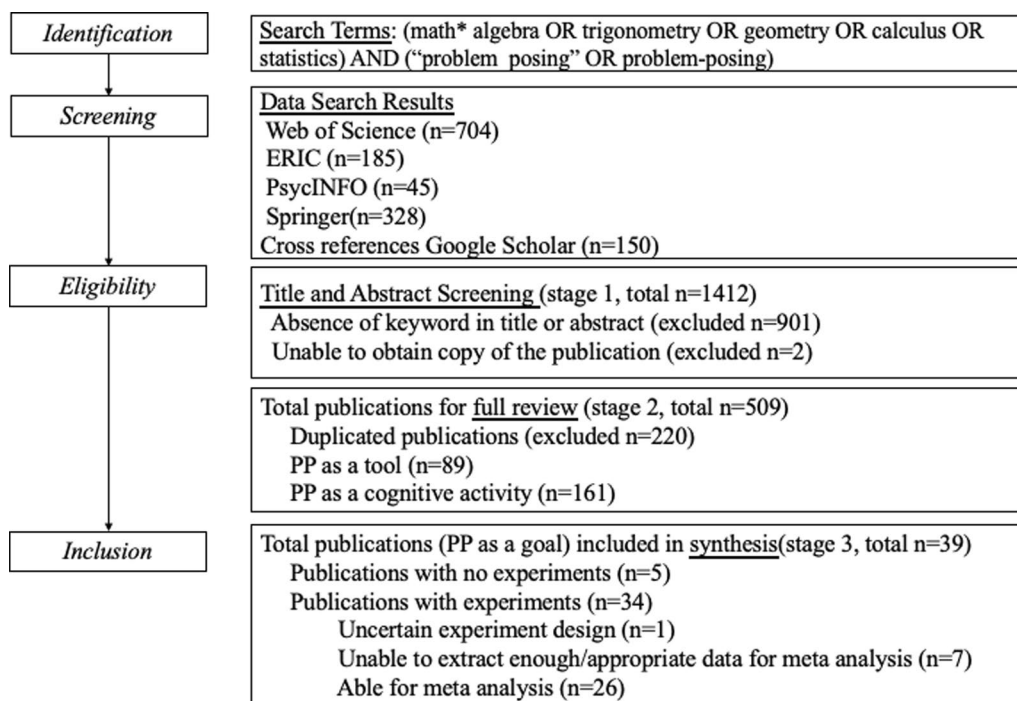 Identification
Search Terms: (math* algebra OR trigonometry OR geometry OR calculus OR
statistics) AND (“problem posing” OR problem-posing)
Screening
Data Search Results
Web of Science (n=704)
ERIC (n=185)
PsycINFO (n=45)
Springer(n=328)
Cross references Google Scholar (n=150)
Eligibility
Title and Abstract Screening (stage 1, total n=1412)
Absence of keyword in title or abstract (excluded n=901)
Unable to obtain copy of the publication (excluded n=2)
Total publications for full review (stage 2, total n=509)
Duplicated publications (excluded n=220)
PP as a tool (n=89)
PP as a cognitive activity (n=161)
Inclusion
Total publications (PP as a goal) included in synthesis(stage 3, total n=39)
Publications with no experiments (n=5)
Publications with experiments (n=34)
Uncertain experiment design (n=1)
Unable to extract enough/appropriate data for meta analysis (n=7)
Able for meta analysis (n=26)